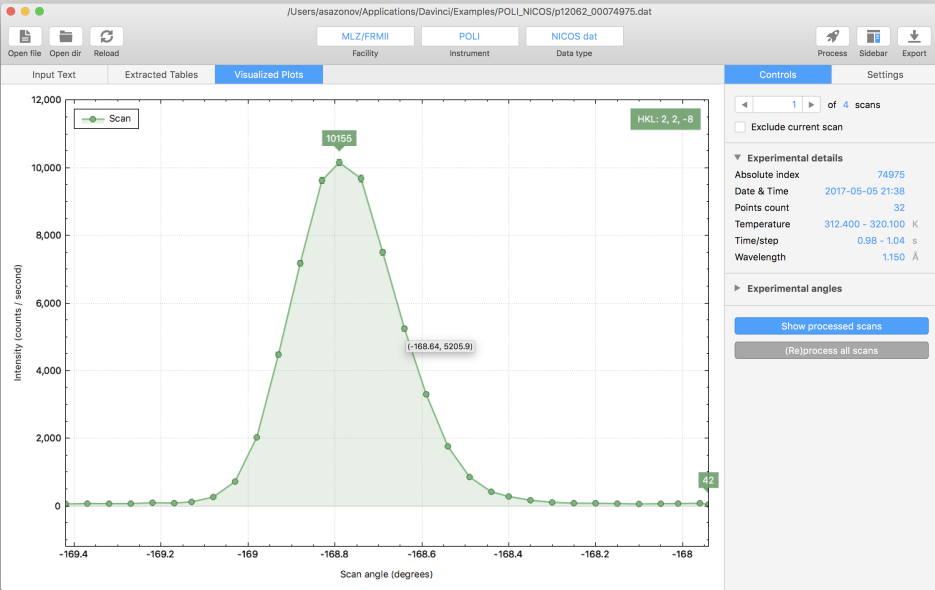 /Users/asazonov/Applications/Davinci/Examples/POLI_NICOS/p12062_00074975.dat
MLZ/FRMII POLI NICOS dat
Open file Open dir Reload Facility Instrument Data type Process Sidebar Export
Input Text Extracted Tables Visualized Plots Controls Settings
12,000
10,000
8,000
6,000
4,000
2,000
0
Intensity (counts / second)
Scan
10155
HKL: 2, 2, -8
(-168.64, 5205.9)
42
-169.4 -169.2 -169 -168.8 -168.6 -168.4 -168.2 -168
Scan angle (degrees)
1 of 4 scans
Exclude current scan
Experimental details
Absolute index 74975
Date & Time 2017-05-05 21:38
Points count 32
Temperature 312.400 - 320.100 K
Time/step 0.98 - 1.04 s
Wavelength 1.150 Å
Experimental angles
Show processed scans
(Re)process all scans